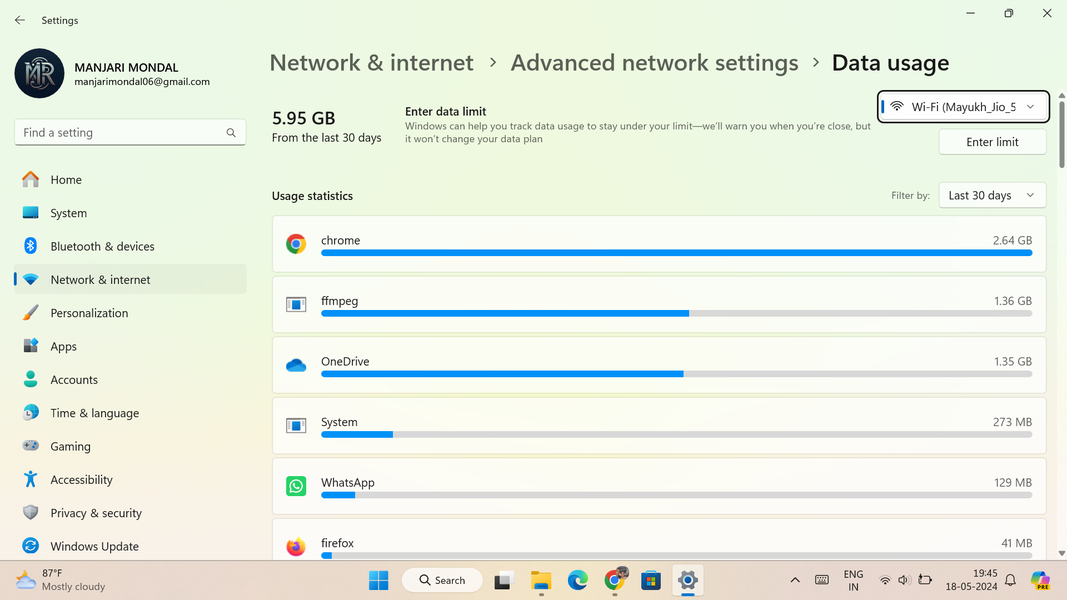 Settings
MANJARI MONDAL
manjarimondal06@gmail.com
Find a setting
Home
System
Bluetooth & devices
Network & internet
Personalization
Apps
Accounts
Time & language
Gaming
Accessibility
Privacy & security
Windows Update
Network & internet > Advanced network settings > Data usage
5.95 GB
From the last 30 days
Enter data limit
Windows can help you track data usage to stay under your limit—we'll warn you when you're close, but
it won't change your data plan
Wi-Fi (Mayukh_Jio_5
Enter limit
Usage statistics
Filter by: Last 30 days
chrome 2.64 GB
ffmpeg 1.36 GB
OneDrive 1.35 GB
System 273 MB
WhatsApp 129 MB
firefox 41 MB
87°F
Mostly cloudy
Search
ENG
IN
19:45
18-05-2024
PRE